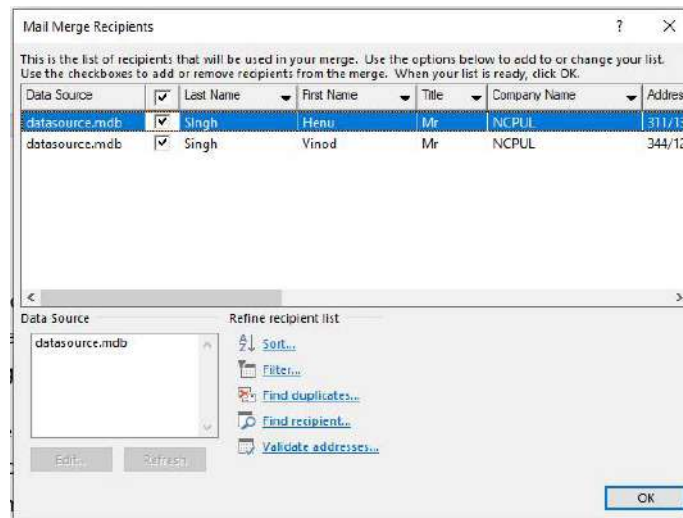 Mail Merge Recipients ? X
This is the list of recipients that will be used in your merge. Use the options below to add to or change your list.
Use the checkboxes to add or remove recipients from the merge. When your list is ready, click OK.
Data Source Last Name First Name Title Company Name Addres
datasource.mdb Singh Henu Mr NCPUL 311/13
datasource.mdb Singh Vinod Mr NCPUL 344/12
Data Source Refine recipient list
datasource.mdb
Sort...
Filter...
Find duplicates...
Find recipient...
Validate addresses...
Edit... Refresh
OK